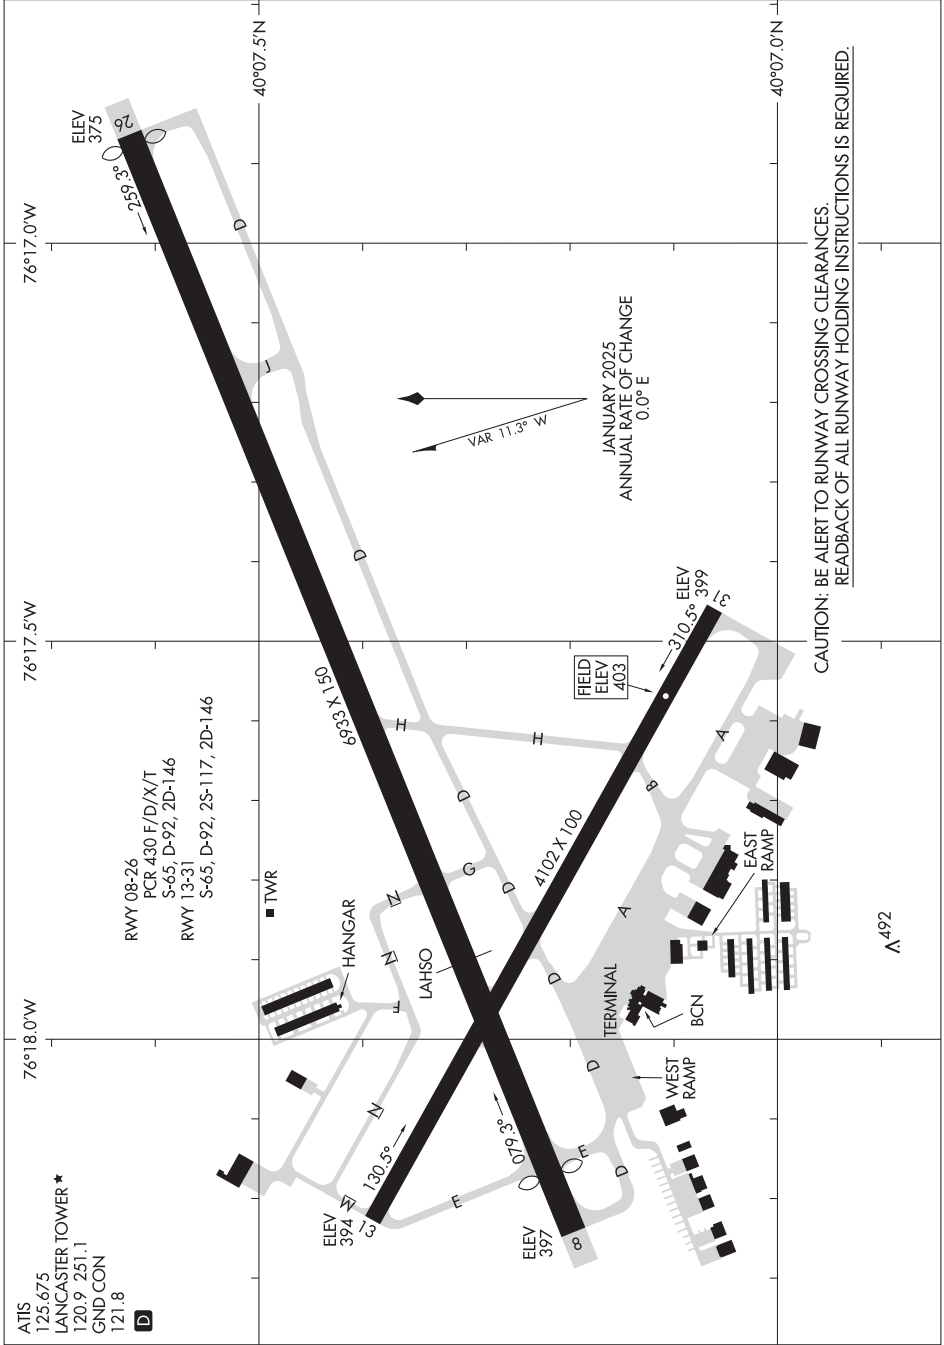 ATIS
125.675
LANCASTER TOWER★
120.9 251.1
GND CON
121.8
D
76°18.0'W
76°17.5'W
76°17.0'W
RWY 08-26
PCR 430 F/D/X/T
S-65, D-92, 2D-146
RWY 13-31
S-65, D-92, 2S-117, 2D-146
TWR
HANGAR
40°07.5'N
ELEV
375
26
259.3°
D
J
M
ELEV
394
13
130.5°
N
F
N
N
LAHSO
G
6933 X 150
H
D
D
H
JANUARY 2025
ANNUAL RATE OF CHANGE
0.0° E
VAR 11.3° W
E
ELEV
397
8
079.3°
E
D
D
D
D
4102 X 100
FIELD
ELEV
403
310.5°
ELEV
399
31
B
A
A
TERMINAL
BCN
WEST
RAMP
EAST
RAMP
492
40°07.0'N
CAUTION: BE ALERT TO RUNWAY CROSSING CLEARANCES.
READBACK OF ALL RUNWAY HOLDING INSTRUCTIONS IS REQUIRED.